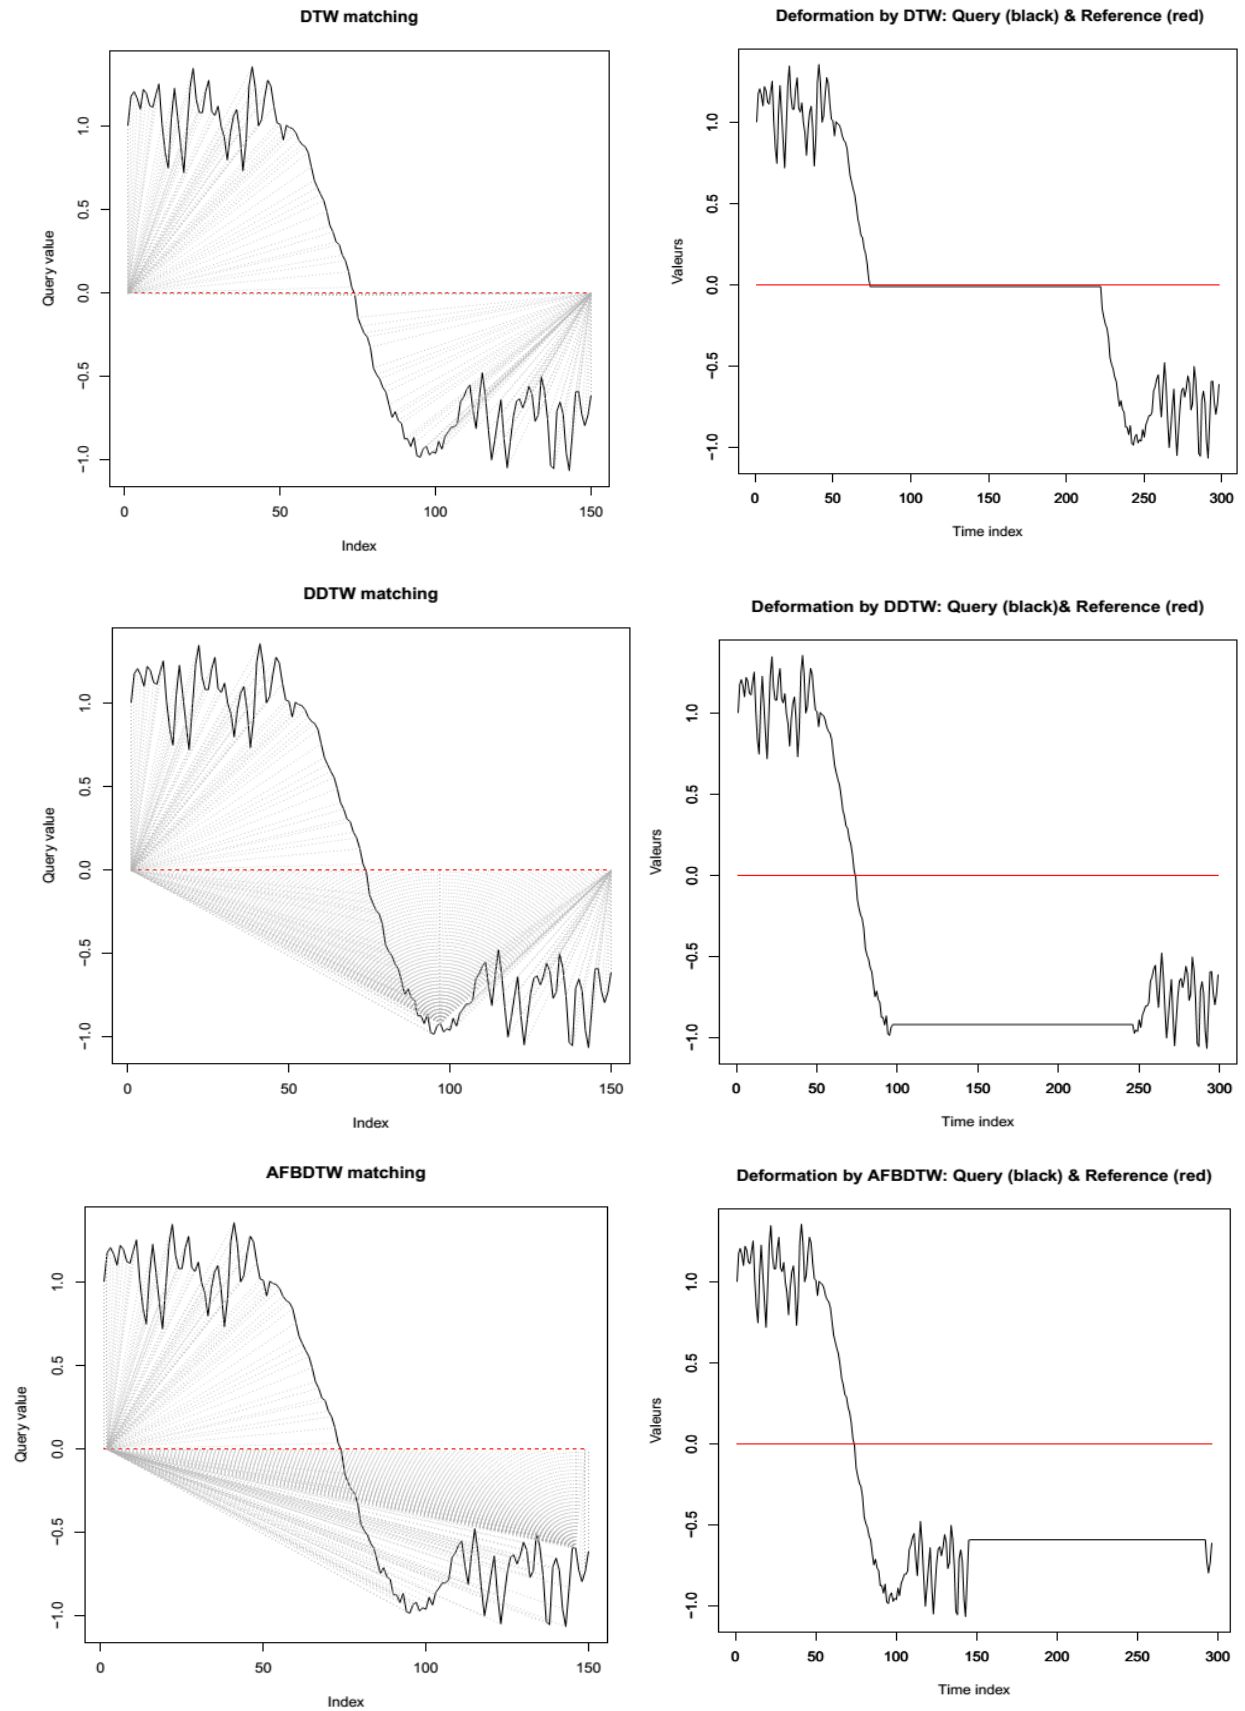 DTW matching
Query value
1.0
0.5
0.0
−0.5
−1.0
0 50 100 150
Index
Deformation by DTW: Query (black) & Reference (red)
Valeurs
1.0
0.5
0.0
−0.5
−1.0
0 50 100 150 200 250 300
Time index
DDTW matching
Query value
1.0
0.5
0.0
−0.5
−1.0
0 50 100 150
Index
Deformation by DDTW: Query (black)& Reference (red)
Valeurs
1.0
0.5
0.0
−0.5
−1.0
0 50 100 150 200 250 300
Time index
AFBDTW matching
Query value
1.0
0.5
0.0
−0.5
−1.0
0 50 100 150
Index
Deformation by AFBDTW: Query (black) & Reference (red)
Valeurs
1.0
0.5
0.0
−0.5
−1.0
0 50 100 150 200 250 300
Time index